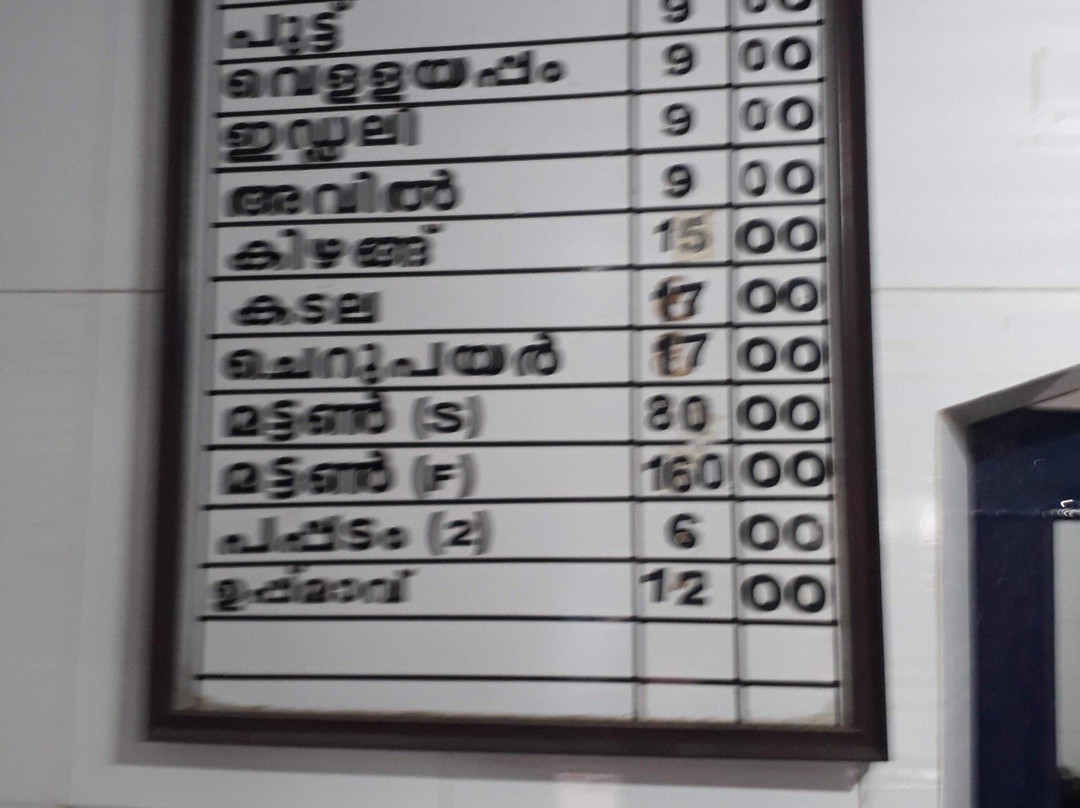 പുട്ട് 9 00
വെള്ളയപ്പം 9 00
ഇഡ്ഡലി 9 00
അവിൽ 9 00
കിഴങ്ങ് 15 00
കടല 17 00
ചെറുപയർ 17 00
മട്ടൺ (S) 80 00
മട്ടൺ (F) 160 00
പപ്പടം (2) 6 00
ഉപ്മാവ് 12 00